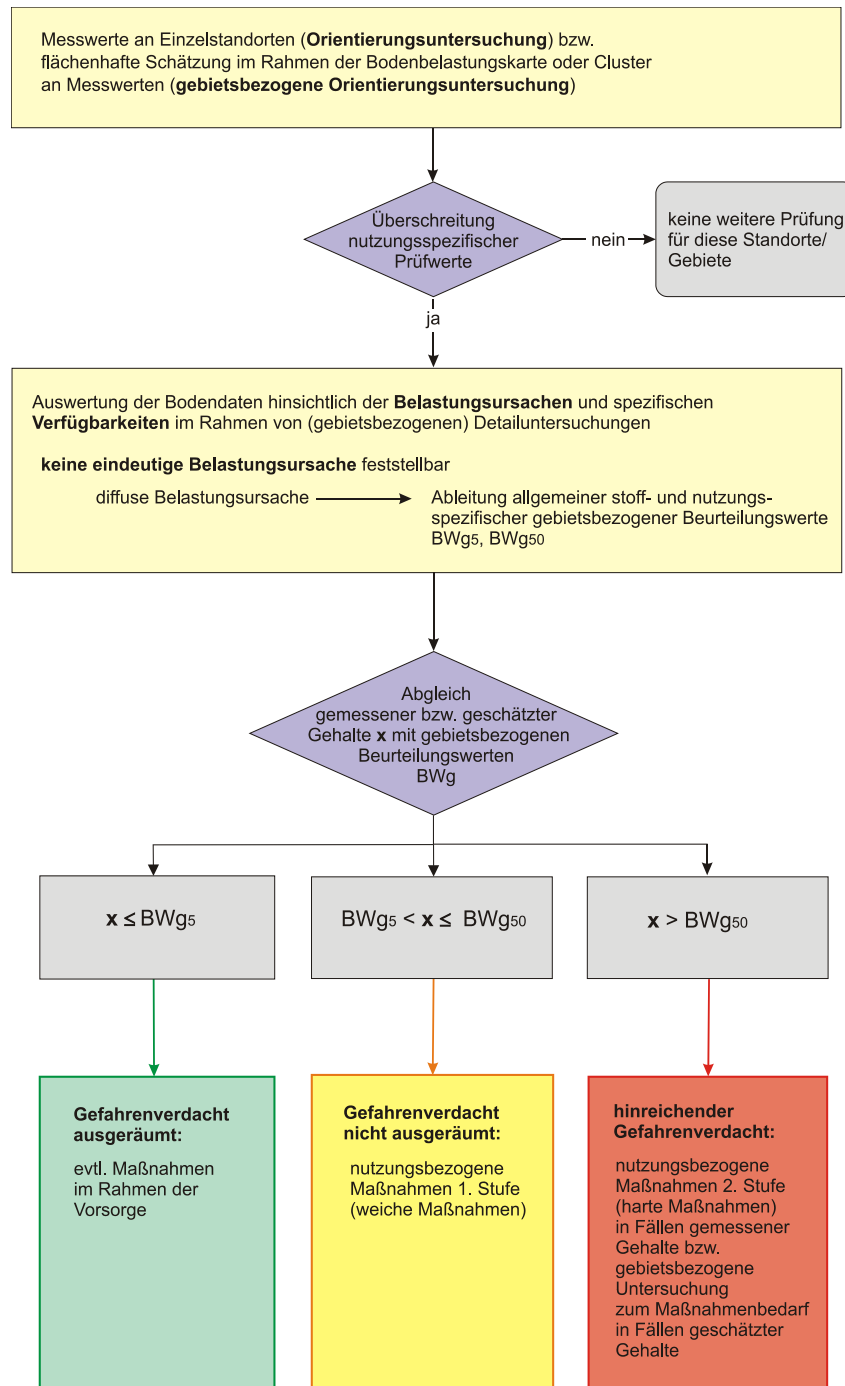 Messwerte an Einzelstandorten (Orientierungsuntersuchung) bzw.
flächenhafte Schätzung im Rahmen der Bodenbelastungskarte oder Cluster
an Messwerten (gebietsbezogene Orientierungsuntersuchung)
Überschreitung
nutzungsspezifischer
Prüfwerte
nein
keine weitere Prüfung
für diese Standorte/
Gebiete
ja
Auswertung der Bodendaten hinsichtlich der Belastungsursachen und spezifischen
Verfügbarkeiten im Rahmen von (gebietsbezogenen) Detailuntersuchungen
keine eindeutige Belastungsursache feststellbar
diffuse Belastungsursache
Ableitung allgemeiner stoff- und nutzungs-
spezifischer gebietsbezogener Beurteilungswerte
BWg5, BWg50
Abgleich
gemessener bzw. geschätzter
Gehalte x mit gebietsbezogenen
Beurteilungswerten
BWg
x ≤ BWg5
BWg5 < x ≤ BWg50
x > BWg50
Gefahrenverdacht
ausgeräumt:
evtl. Maßnahmen
im Rahmen der
Vorsorge
Gefahrenverdacht
nicht ausgeräumt:
nutzungsbezogene
Maßnahmen 1. Stufe
(weiche Maßnahmen)
hinreichender
Gefahrenverdacht:
nutzungsbezogene
Maßnahmen 2. Stufe
(harte Maßnahmen)
in Fällen gemessener
Gehalte bzw.
gebietsbezogene
Untersuchung
zum Maßnahmenbedarf
in Fällen geschätzter
Gehalte